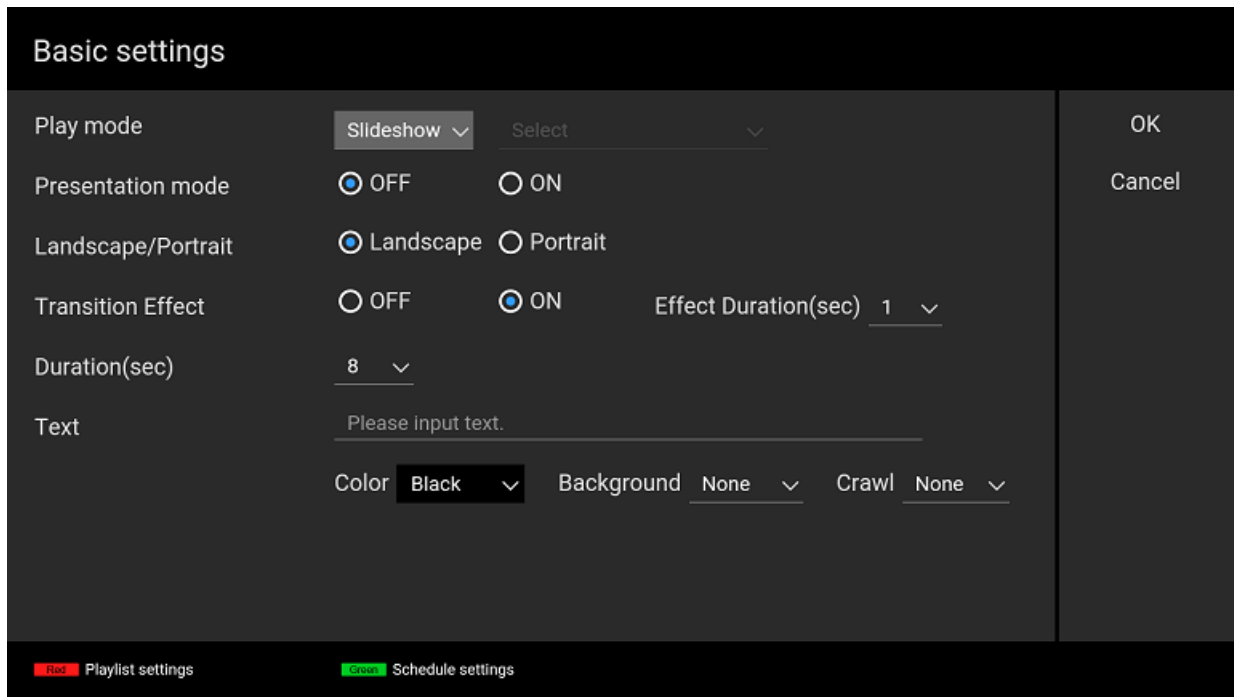 Basic settings
Play mode Slideshow Select OK
Presentation mode OFF ON Cancel
Landscape/Portrait Landscape Portrait
Transition Effect OFF ON Effect Duration(sec) 1
Duration(sec) 8
Text Please input text.
Color Black Background None Crawl None
Red Playlist settings Green Schedule settings